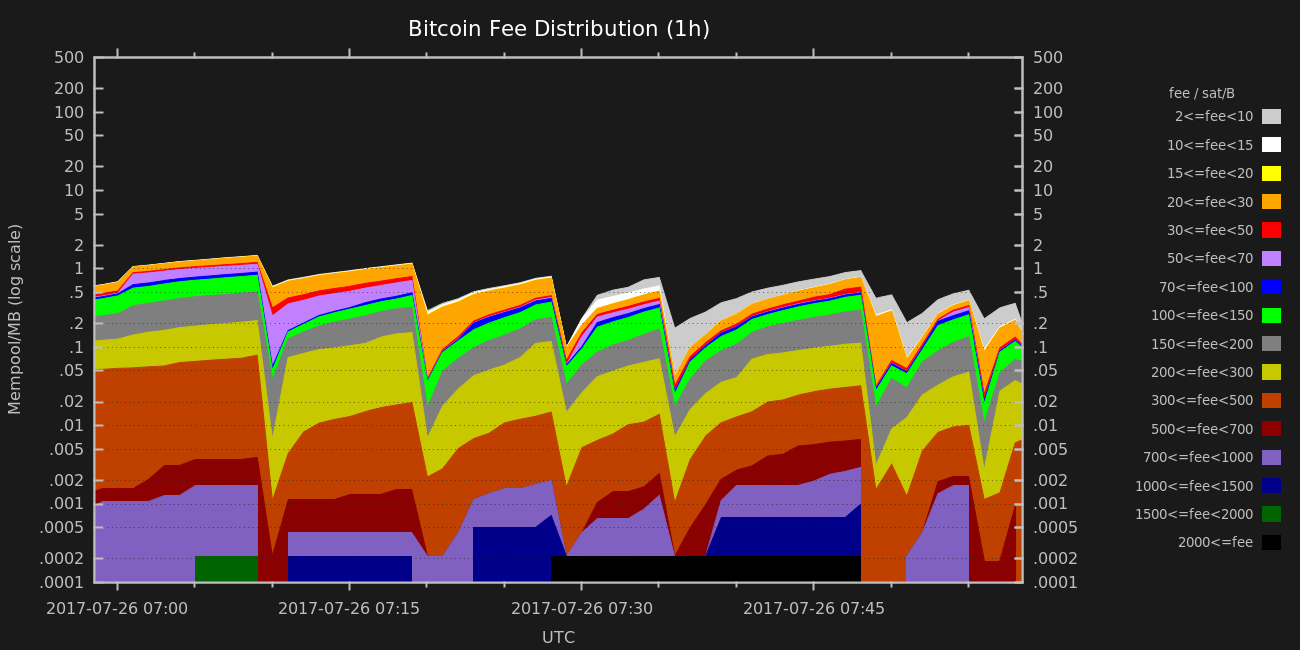 Bitcoin Fee Distribution (1h)
500 500
200 200
100 100
50 50
20 20
10 10
5 5
2 2
1 1
.5 .5
.2 .2
.1 .1
.05 .05
.02 .02
.01 .01
.005 .005
.002 .002
.001 .001
.0005 .0005
.0002 .0002
.0001 .0001
Mempool/MB (log scale)
2017-07-26 07:00 2017-07-26 07:15 2017-07-26 07:30 2017-07-26 07:45
UTC
fee / sat/B
2<=fee<10
10<=fee<15
15<=fee<20
20<=fee<30
30<=fee<50
50<=fee<70
70<=fee<100
100<=fee<150
150<=fee<200
200<=fee<300
300<=fee<500
500<=fee<700
700<=fee<1000
1000<=fee<1500
1500<=fee<2000
2000<=fee